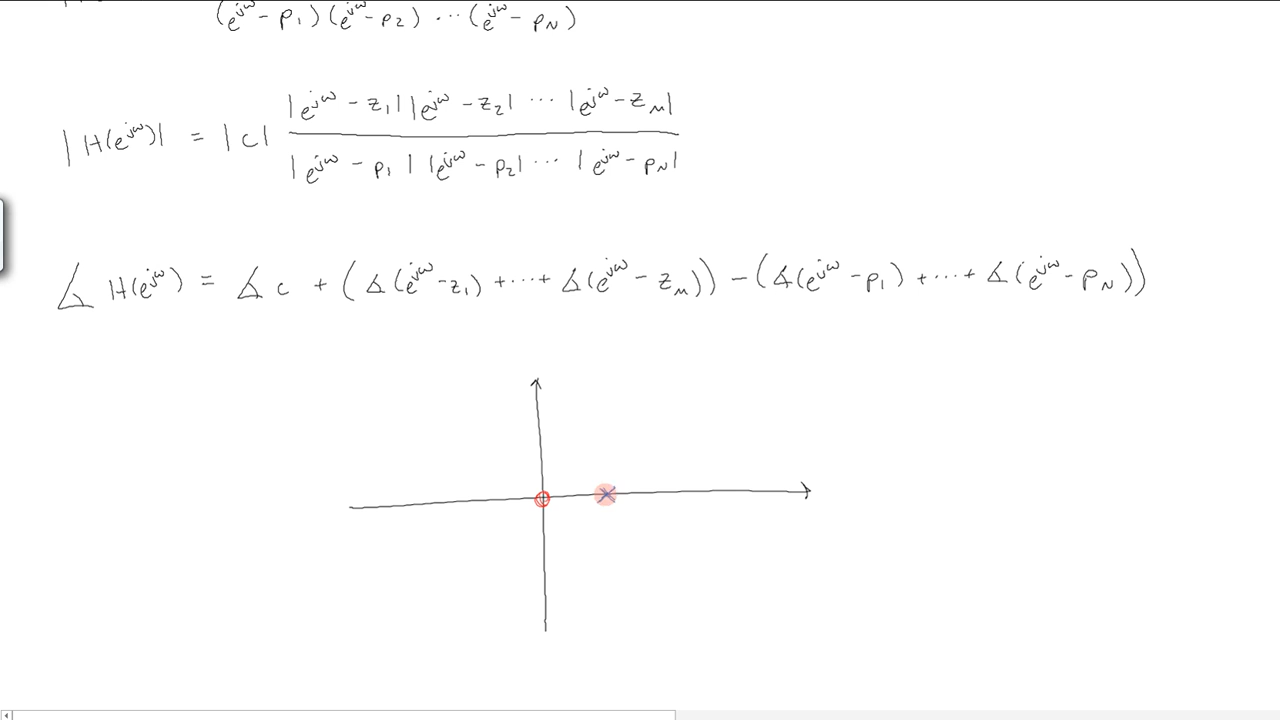 (e^{jω} - p_1)(e^{jω} - p_2) ··· (e^{jω} - p_N)
|H(e^{jω})| = |c| \frac{|e^{jω} - z_1| |e^{jω} - z_2| ··· |e^{jω} - z_M|}{|e^{jω} - p_1| |e^{jω} - p_2| ··· |e^{jω} - p_N|}
∡ H(e^{jω}) = ∡ c + (∡(e^{jω} - z_1) + ··· + ∡(e^{jω} - z_M)) - (∡(e^{jω} - p_1) + ··· + ∡(e^{jω} - p_N))